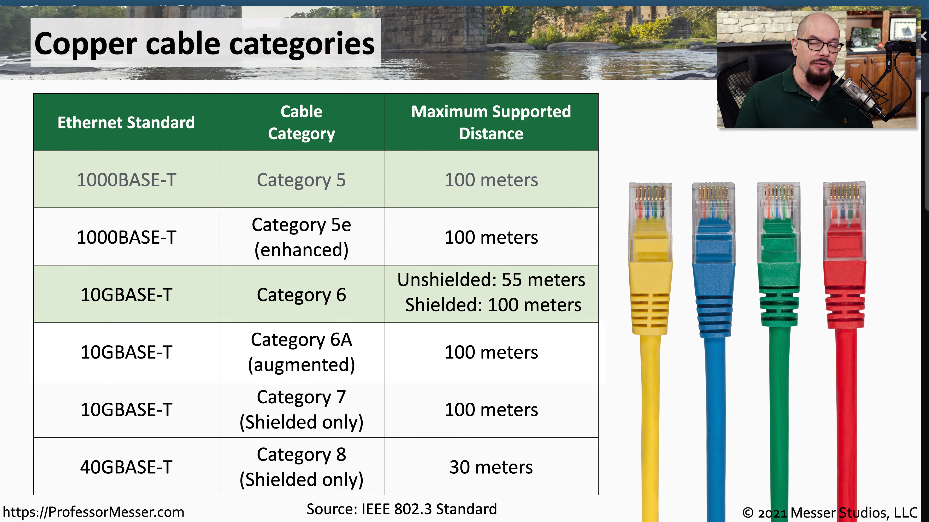 Copper cable categories
Ethernet Standard
Cable
Category
Maximum Supported
Distance
1000BASE-T
Category 5
100 meters
1000BASE-T
Category 5e
(enhanced)
100 meters
10GBASE-T
Category 6
Unshielded: 55 meters
Shielded: 100 meters
10GBASE-T
Category 6A
(augmented)
100 meters
10GBASE-T
Category 7
(Shielded only)
100 meters
40GBASE-T
Category 8
(Shielded only)
30 meters
https://ProfessorMesser.com
Source: IEEE 802.3 Standard
© 2021 Messer Studios, LLC